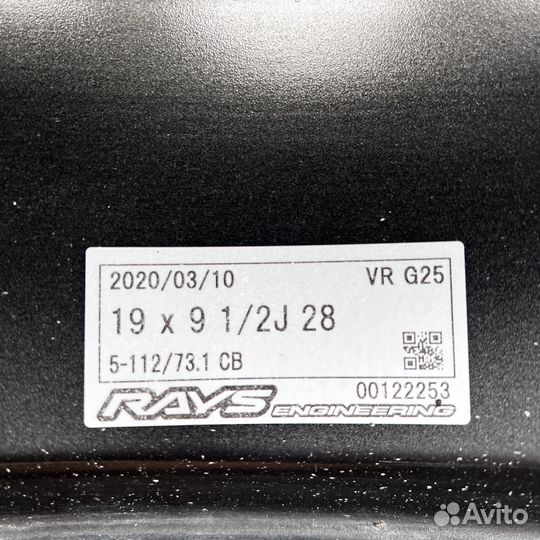 2020/03/10 VR G25
19 x 9 1/2J 28
5-112/73.1 CB
00122253
RAYS ENGINEERING
Avito